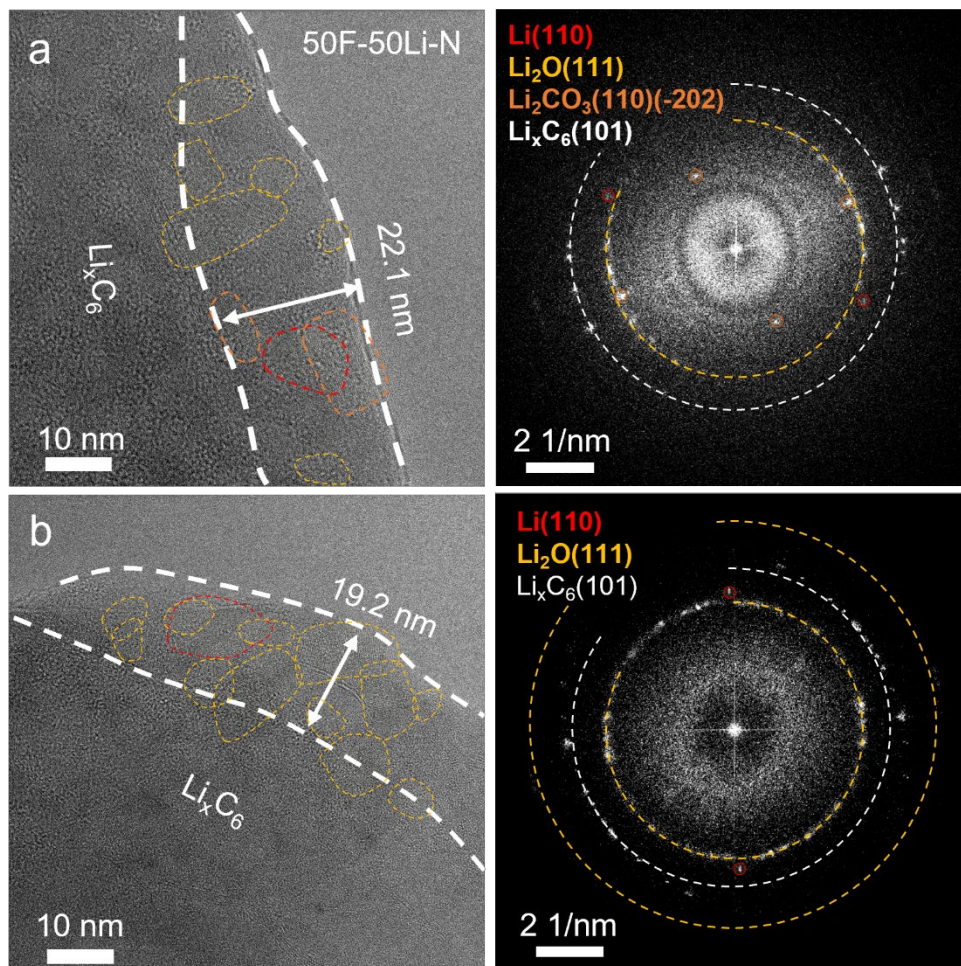 a
50F-50Li-N
LiₓC₆
22.1 nm
10 nm
Li(110)
Li₂O(111)
Li₂CO₃(110)(-202)
LiₓC₆(101)
2 1/nm
b
19.2 nm
LiₓC₆
10 nm
Li(110)
Li₂O(111)
LiₓC₆(101)
2 1/nm